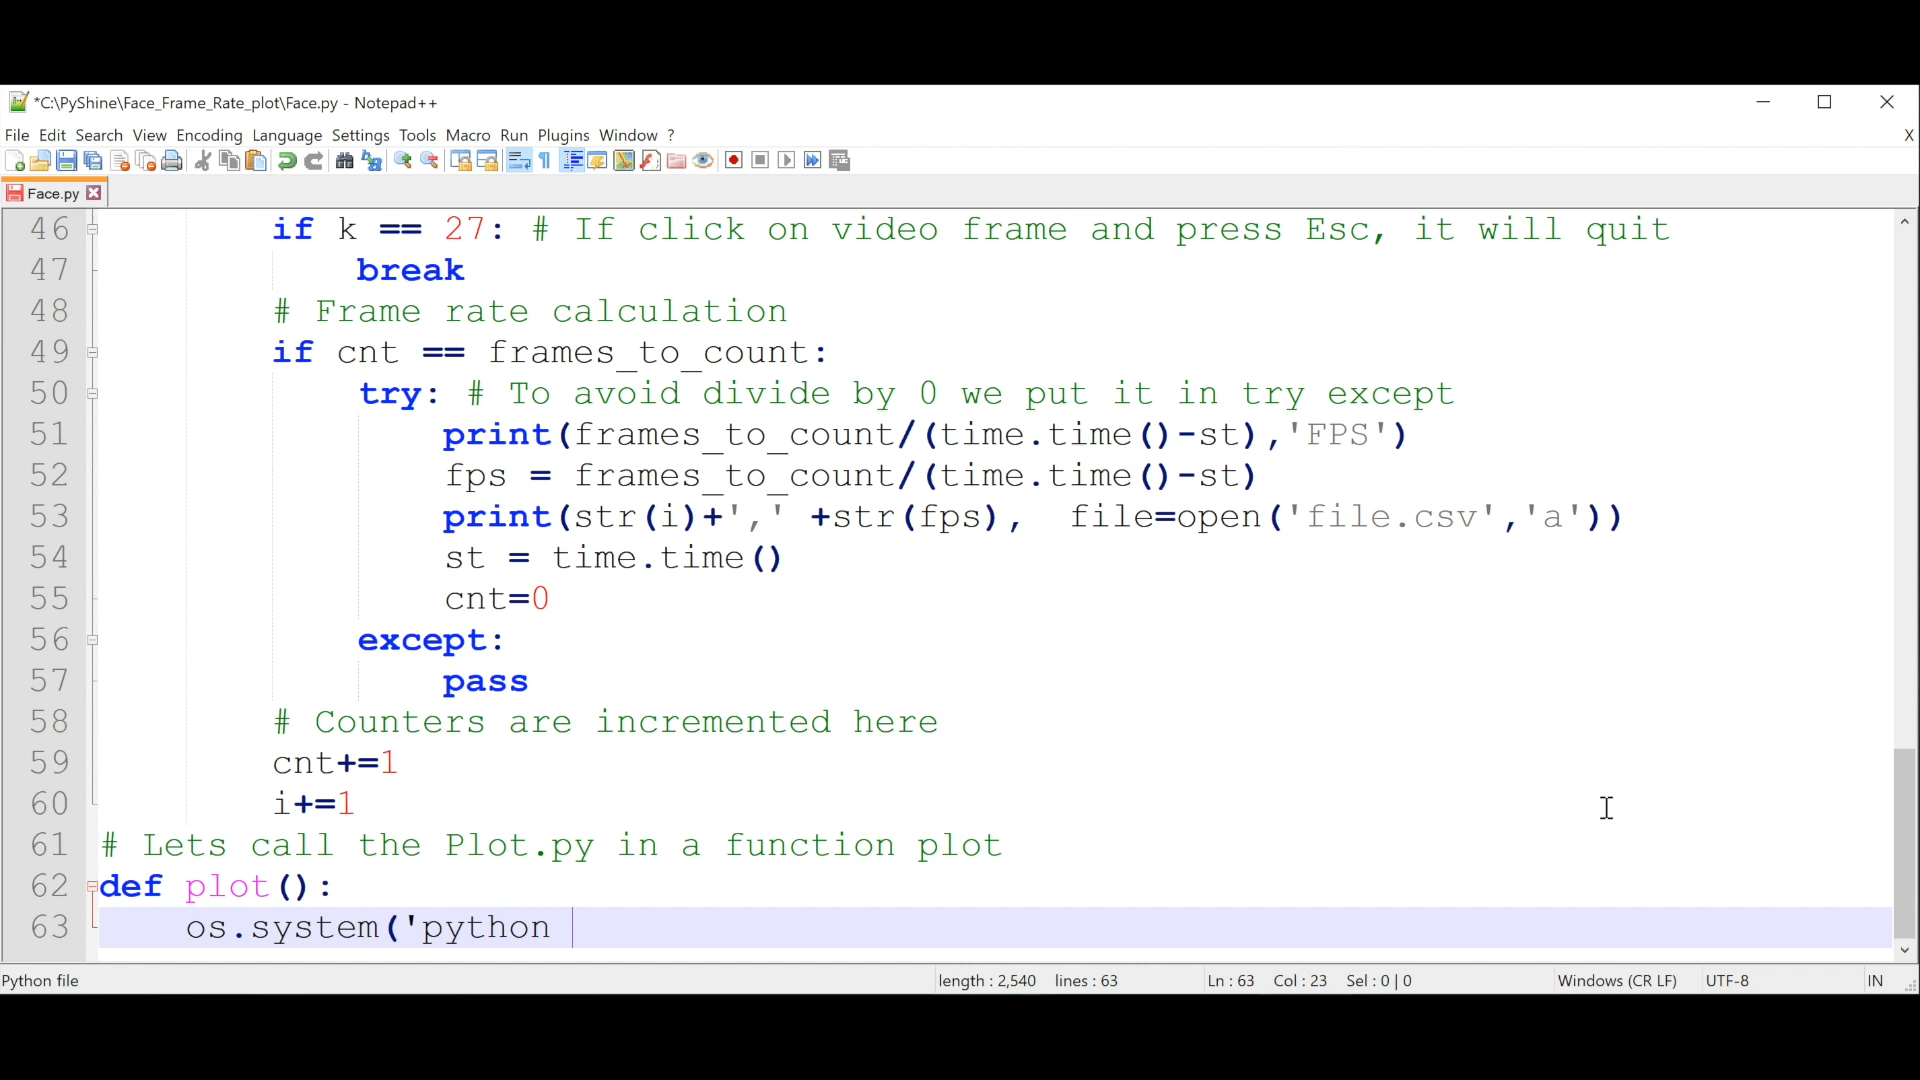 *C:\PyShine\Face_Frame_Rate_plot\Face.py - Notepad++
File Edit Search View Encoding Language Settings Tools Macro Run Plugins Window ? X
Face.py
46 if k == 27: # If click on video frame and press Esc, it will quit
47 break
48 # Frame rate calculation
49 if cnt == frames_to_count:
50 try: # To avoid divide by 0 we put it in try except
51 print(frames_to_count/(time.time()-st),'FPS')
52 fps = frames_to_count/(time.time()-st)
53 print(str(i)+',' +str(fps),  file=open('file.csv','a'))
54 st = time.time()
55 cnt=0
56 except:
57 pass
58 # Counters are incremented here
59 cnt+=1
60 i+=1
61 # Lets call the Plot.py in a function plot
62 def plot():
63 os.system('python
Python file length : 2,540 lines : 63 Ln : 63 Col : 23 Sel : 0 | 0 Windows (CR LF) UTF-8 IN